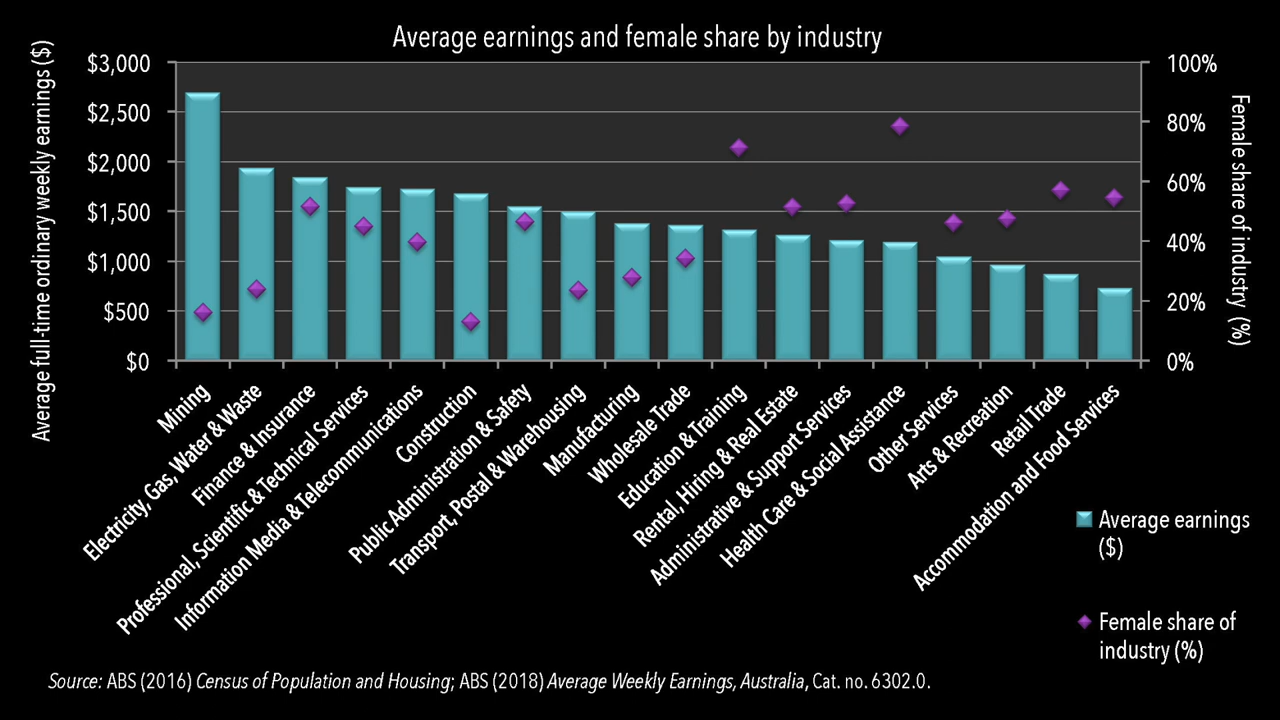 Average earnings and female share by industry
Average full-time ordinary weekly earnings ($)
$3,000
$2,500
$2,000
$1,500
$1,000
$500
$0
100%
80%
60%
40%
20%
0%
Female share of
industry (%)
Mining
Electricity, Gas, Water & Waste
Finance & Insurance
Professional, Scientific & Technical Services
Information Media & Telecommunications
Construction
Public Administration & Safety
Transport, Postal & Warehousing
Manufacturing
Wholesale Trade
Education & Training
Rental, Hiring & Real Estate
Administrative & Support Services
Health Care & Social Assistance
Other Services
Arts & Recreation
Retail Trade
Accommodation and Food Services
Average earnings
($)
Female share of
industry (%)
Source: ABS (2016) Census of Population and Housing; ABS (2018) Average Weekly Earnings, Australia, Cat. no. 6302.0.